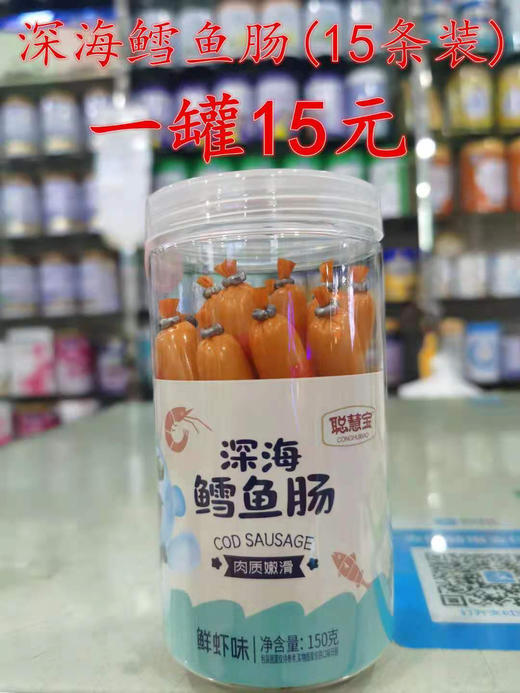 深海鳕鱼肠(15条装)
一罐15元
聪慧宝
CONGHUIBAO
深海
鳕鱼肠
COD SAUSAGE
肉质嫩滑
鲜虾味
净含量:150克